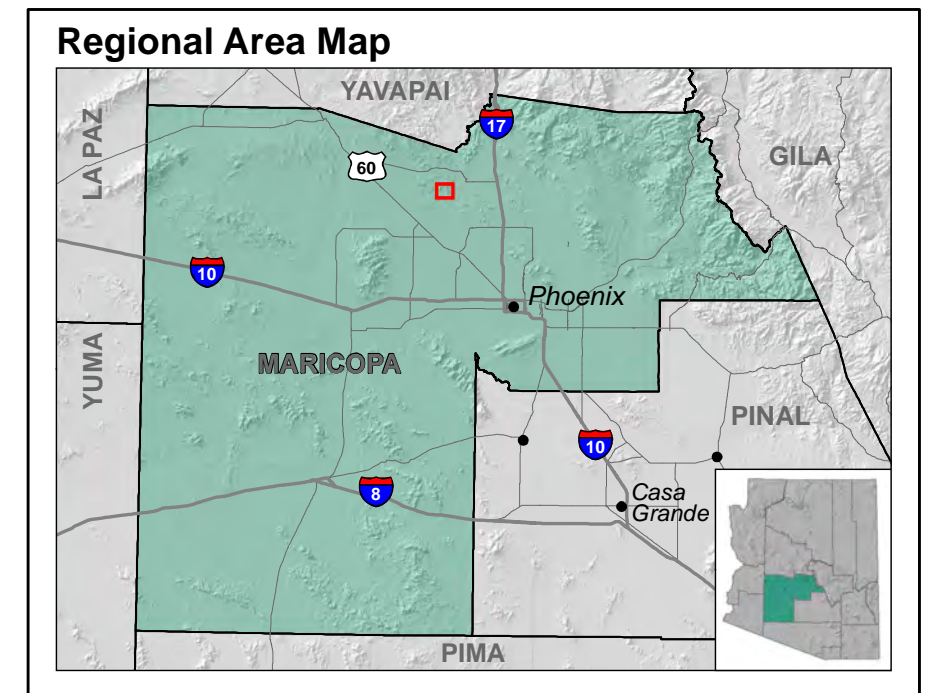 Regional Area Map
YAVAPAI
LA PAZ
17
GILA
60
10
Phoenix
MARICOPA
YUMA
PINAL
10
8
Casa
Grande
PIMA